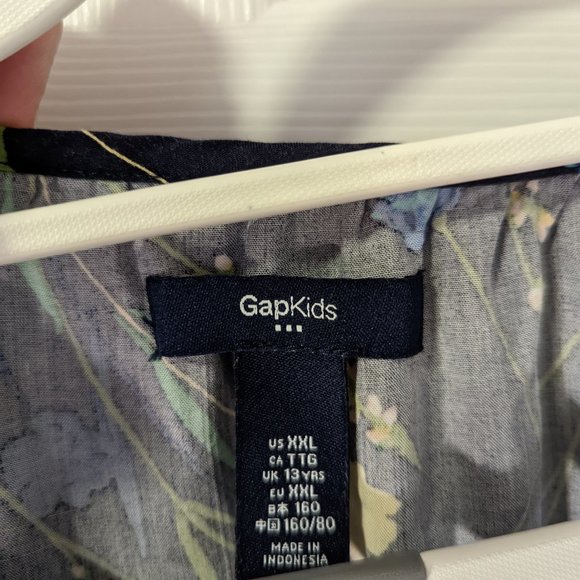 GapKids
US XXL
CA TTG
UK 13 YRS
EU XXL
日本 160
中国 160/80
MADE IN
INDONESIA